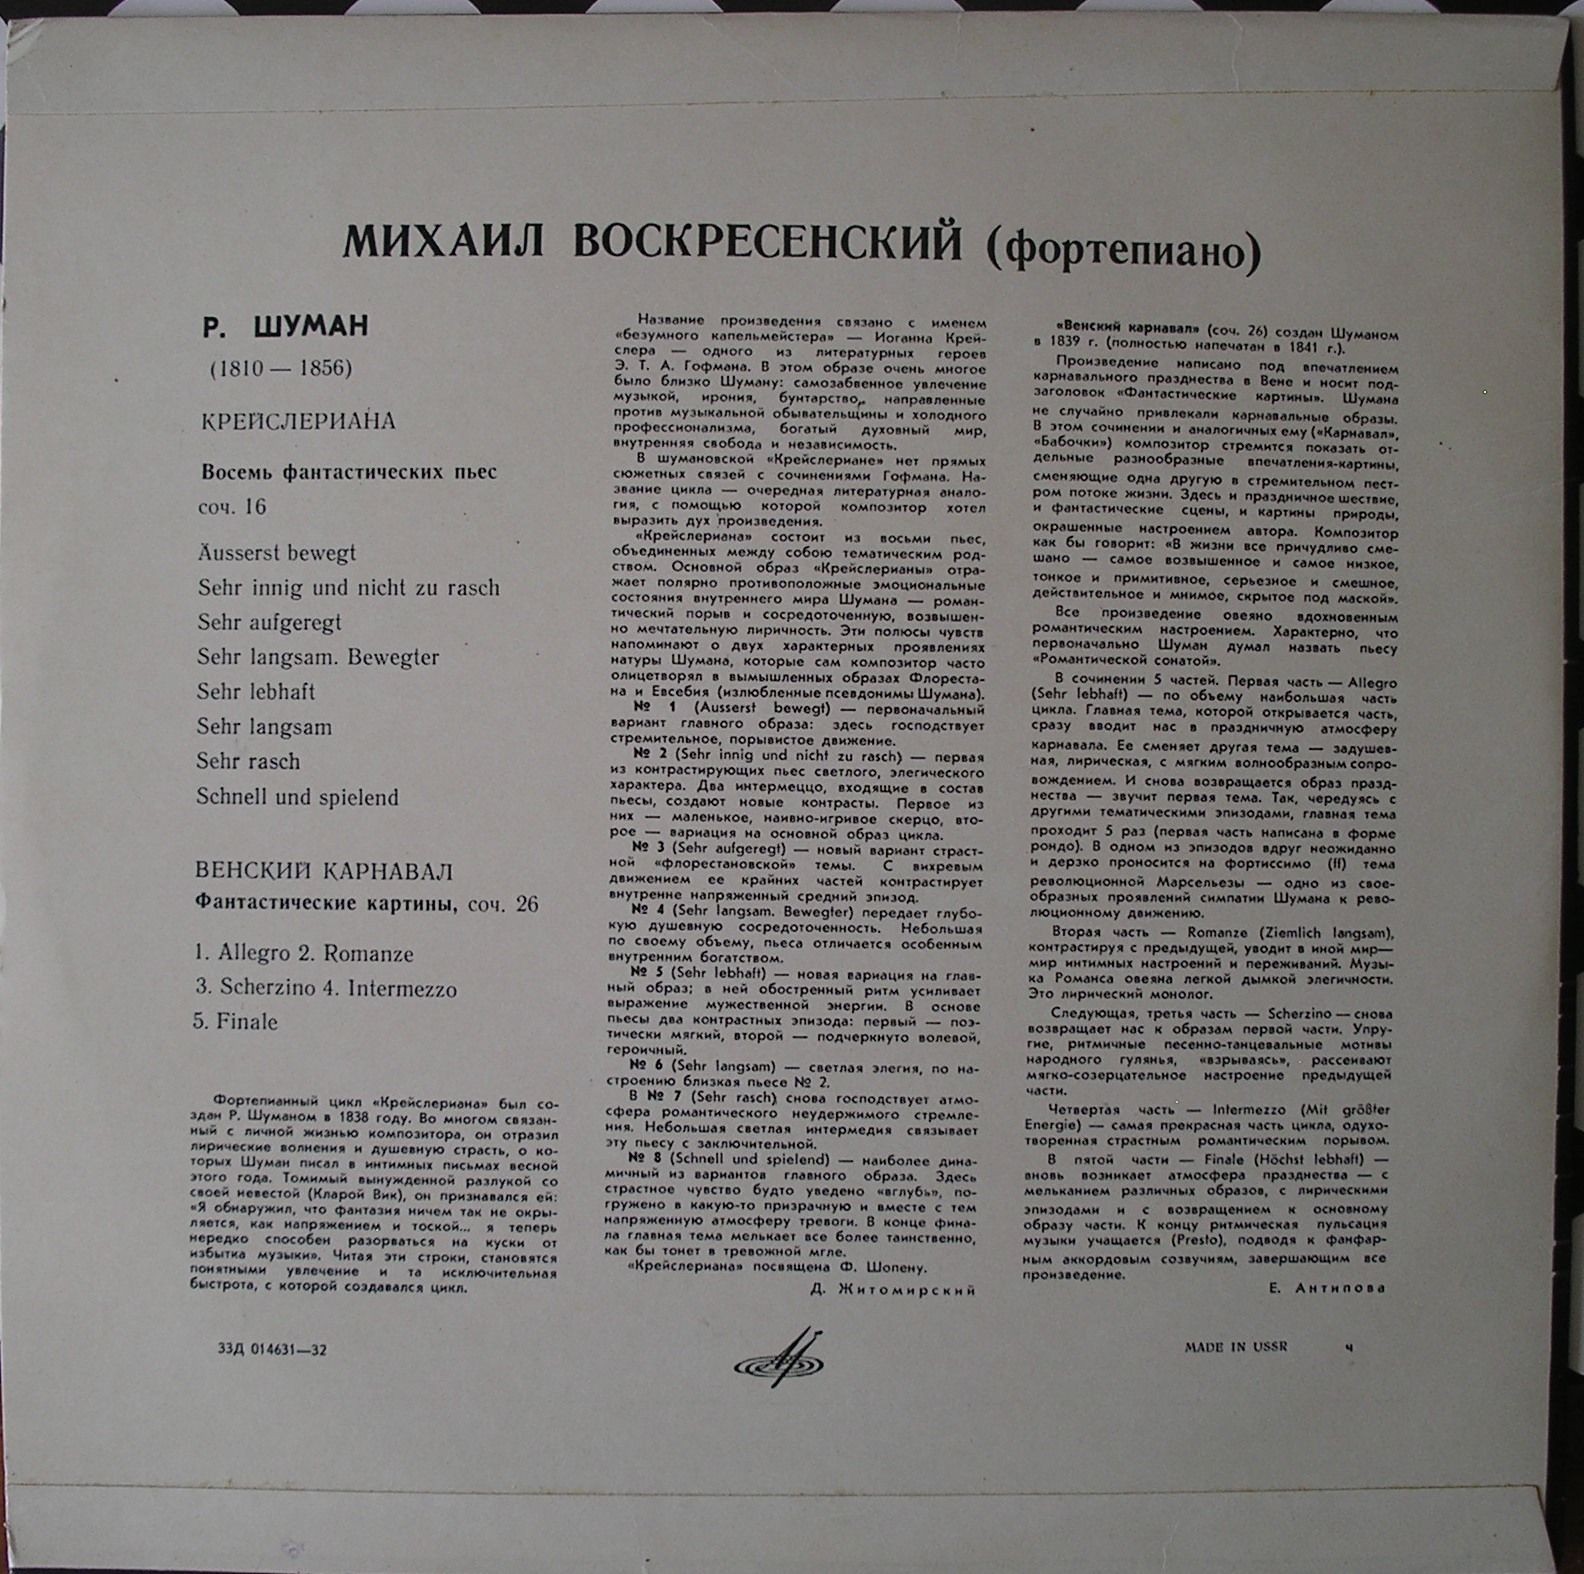 МИХАИЛ ВОСКРЕСЕНСКИЙ (фортепиано)
Р. ШУМАН
(1810 — 1856)
КРЕЙСЛЕРИАНА
Восемь фантастических пьес
соч. 16
Äusserst bewegt
Sehr innig und nicht zu rasch
Sehr aufgeregt
Sehr langsam. Bewegter
Sehr lebhaft
Sehr langsam
Sehr rasch
Schnell und spielend
ВЕНСКИЙ КАРНАВАЛ
Фантастические картины, соч. 26
1. Allegro 2. Romanze
3. Scherzino 4. Intermezzo
5. Finale
Фортепианный цикл «Крейслериана» был со-
здан Р. Шуманом в 1838 году. Во многом связан-
ный с личной жизнью композитора, он отразил
лирические волнения и душевную страсть, о ко-
торых Шуман писал в интимных письмах весной
этого года. Томимый вынужденной разлукой со
своей невестой (Кларой Вик), он признавался ей:
«Я обнаружил, что фантазия ничем так не окры-
ляется, как напряжением и тоской... я теперь
нередко способен разорваться на куски от
избытка музыки». Читая эти строки, становятся
понятными увлечение и та исключительная
быстрота, с которой создавался цикл.
Название произведения связано с именем
«безумного капельмейстера» — Иоганна Крей-
слера — одного из литературных героев
Э. Т. А. Гофмана. В этом образе очень многое
было близко Шуману: самозабвенное увлечение
музыкой, ирония, бунтарство, направленные
против музыкальной обывательщины и холодного
профессионализма, богатый духовный мир,
внутренняя свобода и независимость.
В шумановской «Крейслериане» нет прямых
сюжетных связей с сочинениями Гофмана. На-
звание цикла — очередная литературная анало-
гия, с помощью которой композитор хотел
выразить дух произведения.
«Крейслериана» состоит из восьми пьес,
объединенных между собою тематическим род-
ством. Основной образ «Крейслерианы» отра-
жает полярно противоположные эмоциональные
состояния внутреннего мира Шумана — роман-
тический порыв и сосредоточенную, возвышен-
но мечтательную лиричность. Эти полюсы чувств
напоминают о двух характерных проявлениях
натуры Шумана, которые сам композитор часто
олицетворял в вымышленных образах Флореста-
на и Евсебия (излюбленные псевдонимы Шумана).
№ 1 (Ausserst bewegt) — первоначальный
вариант главного образа: здесь господствует
стремительное, порывистое движение.
№ 2 (Sehr innig und nicht zu rasch) — первая
из контрастирующих пьес светлого, элегического
характера. Два интермеццо, входящие в состав
пьесы, создают новые контрасты. Первое из
них — маленькое, наивно-игривое скерцо, вто-
рое — вариация на основной образ цикла.
№ 3 (Sehr aufgeregt) — новый вариант страст-
ной «флорестановской» темы. С вихревым
движением ее крайних частей контрастирует
внутренне напряженный средний эпизод.
№ 4 (Sehr langsam. Bewegter) передает глубо-
кую душевную сосредоточенность. Небольшая
по своему объему, пьеса отличается особенным
внутренним богатством.
№ 5 (Sehr lebhaft) — новая вариация на глав-
ный образ; в ней обостренный ритм усиливает
выражение мужественной энергии. В основе
пьесы два контрастных эпизода: первый — поэ-
тически мягкий, второй — подчеркнуто волевой,
героичный.
№ 6 (Sehr langsam) — светлая элегия, по на-
строению близкая пьесе № 2.
В № 7 (Sehr rasch) снова господствует атмо-
сфера романтического неудержимого стремле-
ния. Небольшая светлая интермедия связывает
эту пьесу с заключительной.
№ 8 (Schnell und spielend) — наиболее дина-
мичный из вариантов главного образа. Здесь
страстное чувство будто уведено «вглубь», по-
гружено в какую-то призрачную и вместе с тем
напряженную атмосферу тревоги. В конце фина-
ла главная тема мелькает все более таинственно,
как бы тонет в тревожной мгле.
«Крейслериана» посвящена Ф. Шопену.
Д. Житомирский
«Венский карнавал» (соч. 26) создан Шуманом
в 1839 г. (полностью напечатан в 1841 г.).
Произведение написано под впечатлением
карнавального празднества в Вене и носит под-
заголовок «Фантастические картины». Шумана
не случайно привлекали карнавальные образы.
В этом сочинении и аналогичных ему («Карнавал»,
«Бабочки») композитор стремится показать от-
дельные разнообразные впечатления-картины,
сменяющие одна другую в стремительном пест-
ром потоке жизни. Здесь и праздничное шествие,
и фантастические сцены, и картины природы,
окрашенные настроением автора. Композитор
как бы говорит: «В жизни все причудливо сме-
шано — самое возвышенное и самое низкое,
тонкое и примитивное, серьезное и смешное,
действительное и мнимое, скрытое под маской».
Все произведение овеяно вдохновенным
романтическим настроением. Характерно, что
первоначально Шуман думал назвать пьесу
«Романтической сонатой».
В сочинении 5 частей. Первая часть — Allegro
(Sehr lebhaft) — по объему наибольшая часть
цикла. Главная тема, которой открывается часть,
сразу вводит нас в праздничную атмосферу
карнавала. Ее сменяет другая тема — задушев-
ная, лирическая, с мягким волнообразным сопро-
вождением. И снова возвращается образ празд-
нества — звучит первая тема. Так, чередуясь с
другими тематическими эпизодами, главная тема
проходит 5 раз (первая часть написана в форме
рондо). В одном из эпизодов вдруг неожиданно
и дерзко проносится на фортиссимо (ff) тема
революционной Марсельезы — одно из свое-
образных проявлений симпатии Шумана к рево-
люционному движению.
Вторая часть — Romanze (Ziemlich langsam),
контрастируя с предыдущей, уводит в иной мир—
мир интимных настроений и переживаний. Музы-
ка Романса овеяна легкой дымкой элегичности.
Это лирический монолог.
Следующая, третья часть — Scherzino — снова
возвращает нас к образам первой части. Упру-
гие, ритмичные песенно-танцевальные мотивы
народного гулянья, «взрываясь», рассеивают
мягко-созерцательное настроение предыдущей
части.
Четвертая часть — Intermezzo (Mit größter
Energie) — самая прекрасная часть цикла, одухо-
творенная страстным романтическим порывом.
В пятой части — Finale (Höchst lebhaft) —
вновь возникает атмосфера празднества — с
мельканием различных образов, с лирическими
эпизодами и с возвращением к основному
образу части. К концу ритмическая пульсация
музыки учащается (Presto), подводя к фанфар-
ным аккордовым созвучиям, завершающим все
произведение.
Е. Антипова
33Д 014631—32
MADE IN USSR
ч